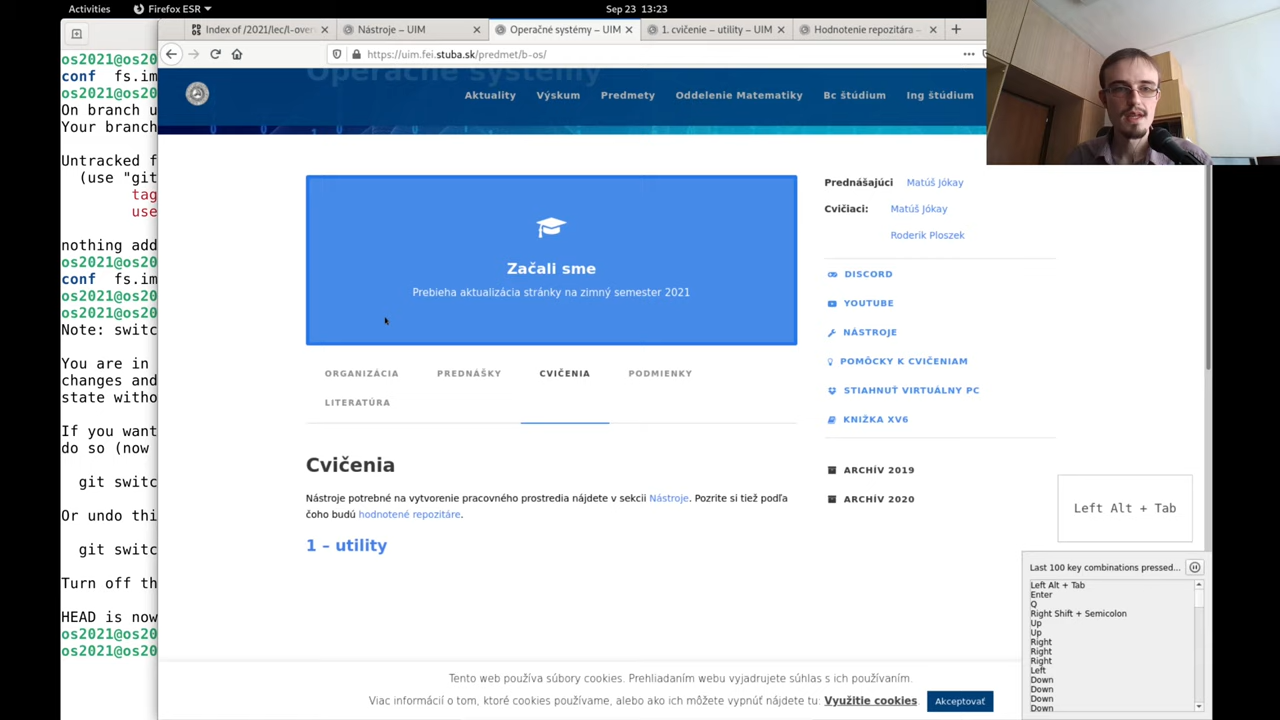 Activities
Firefox ESR
Sep 23 13:23
Index of /2021/lec/l-over
Nástroje – UIM
Operačné systémy – UIM
1. cvičenie – utility – UIM
Hodnotenie repozitára –
https://uim.fei.stuba.sk/predmet/b-os/
Operačné systémy
Aktuality
Výskum
Predmety
Oddelenie Matematiky
Bc štúdium
Ing štúdium
os2021@os20
conf fs.im
os2021@os20
On branch u
Your branch
Untracked f
(use "git
tag
use
nothing add
os2021@os20
conf fs.im
os2021@os20
os2021@os20
Note: switc
You are in
changes and
state witho
If you want
do so (now
git switc
Or undo thi
git switc
Turn off th
HEAD is now
os2021@os20
os2021@os20
Začali sme
Prebieha aktualizácia stránky na zimný semester 2021
ORGANIZÁCIA
PREDNÁŠKY
CVIČENIA
PODMIENKY
LITERATÚRA
Cvičenia
Nástroje potrebné na vytvorenie pracovného prostredia nájdete v sekcii Nástroje. Pozrite si tiež podľa
čoho budú hodnotené repozitáre.
1 – utility
Prednášajúci Matúš Jókay
Cvičiaci: Matúš Jókay
Roderik Ploszek
DISCORD
YOUTUBE
NÁSTROJE
POMÔCKY K CVIČENIAM
STIAHNUŤ VIRTUÁLNY PC
KNIŽKA XV6
ARCHÍV 2019
ARCHÍV 2020
Left Alt + Tab
Last 100 key combinations pressed...
Left Alt + Tab
Enter
Q
Right Shift + Semicolon
Up
Up
Right
Right
Right
Left
Down
Down
Down
Down
Tento web používa súbory cookies. Prehliadaním webu vyjadrujete súhlas s ich používaním.
Viac informácií o tom, ktoré cookies používame, alebo ako ich môžete vypnúť nájdete tu: Využitie cookies
Akceptovať